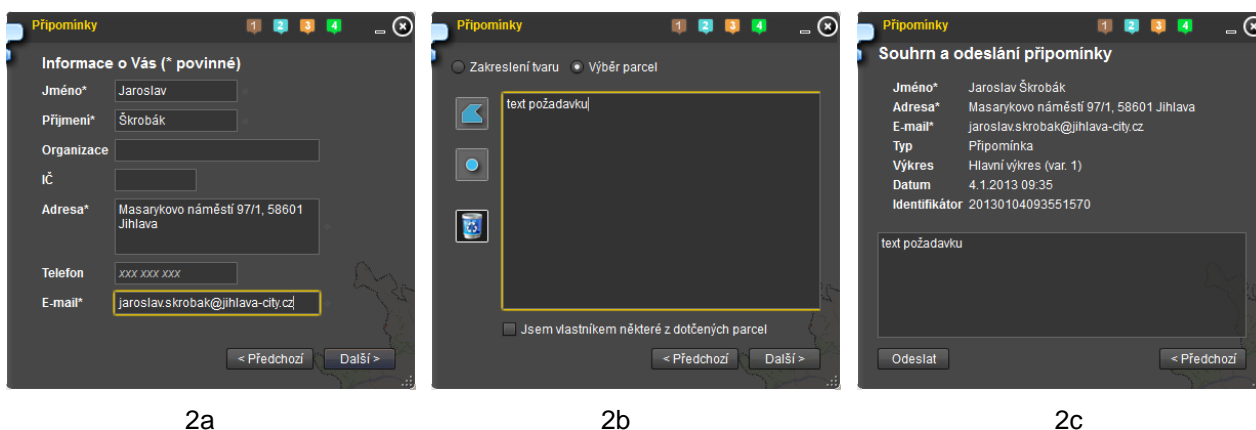 Připomínky
1 2 3 4
Informace o Vás (* povinné)
Jméno* Jaroslav
Přijmení* Škrobák
Organizace
IČ
Adresa* Masarykovo náměstí 97/1, 58601
Jihlava
Telefon xxx xxx xxx
E-mail* jaroslav.skrobak@jihlava-city.cz
< Předchozí Další >
2a
Připomínky
1 2 3 4
Zakreslení tvaru Výběr parcel
text požadavku
Jsem vlastníkem některé z dotčených parcel
< Předchozí Další >
2b
Připomínky
1 2 3 4
Souhrn a odeslání připomínky
Jméno* Jaroslav Škrobák
Adresa* Masarykovo náměstí 97/1, 58601 Jihlava
E-mail* jaroslav.skrobak@jihlava-city.cz
Typ Připomínka
Výkres Hlavní výkres (var. 1)
Datum 4.1.2013 09:35
Identifikátor 20130104093551570
text požadavku
Odeslat < Předchozí
2c